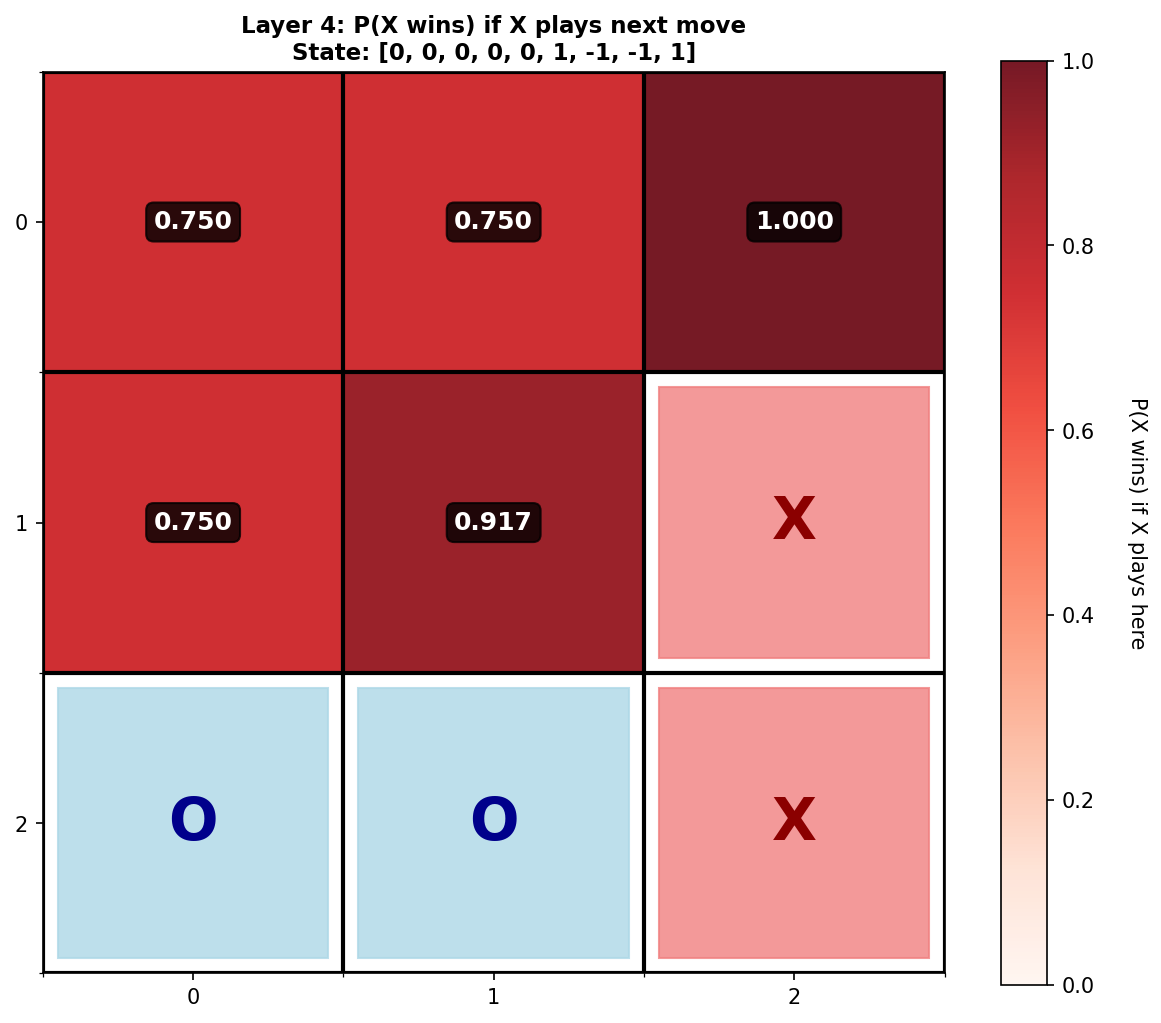 Layer 4: P(X wins) if X plays next move
State: [0, 0, 0, 0, 0, 1, -1, -1, 1]
0
0.750
0.750
1.000
1
0.750
0.917
X
2
O
O
X
0
1
2
1.0
0.8
0.6
0.4
0.2
0.0
P(X wins) if X plays here